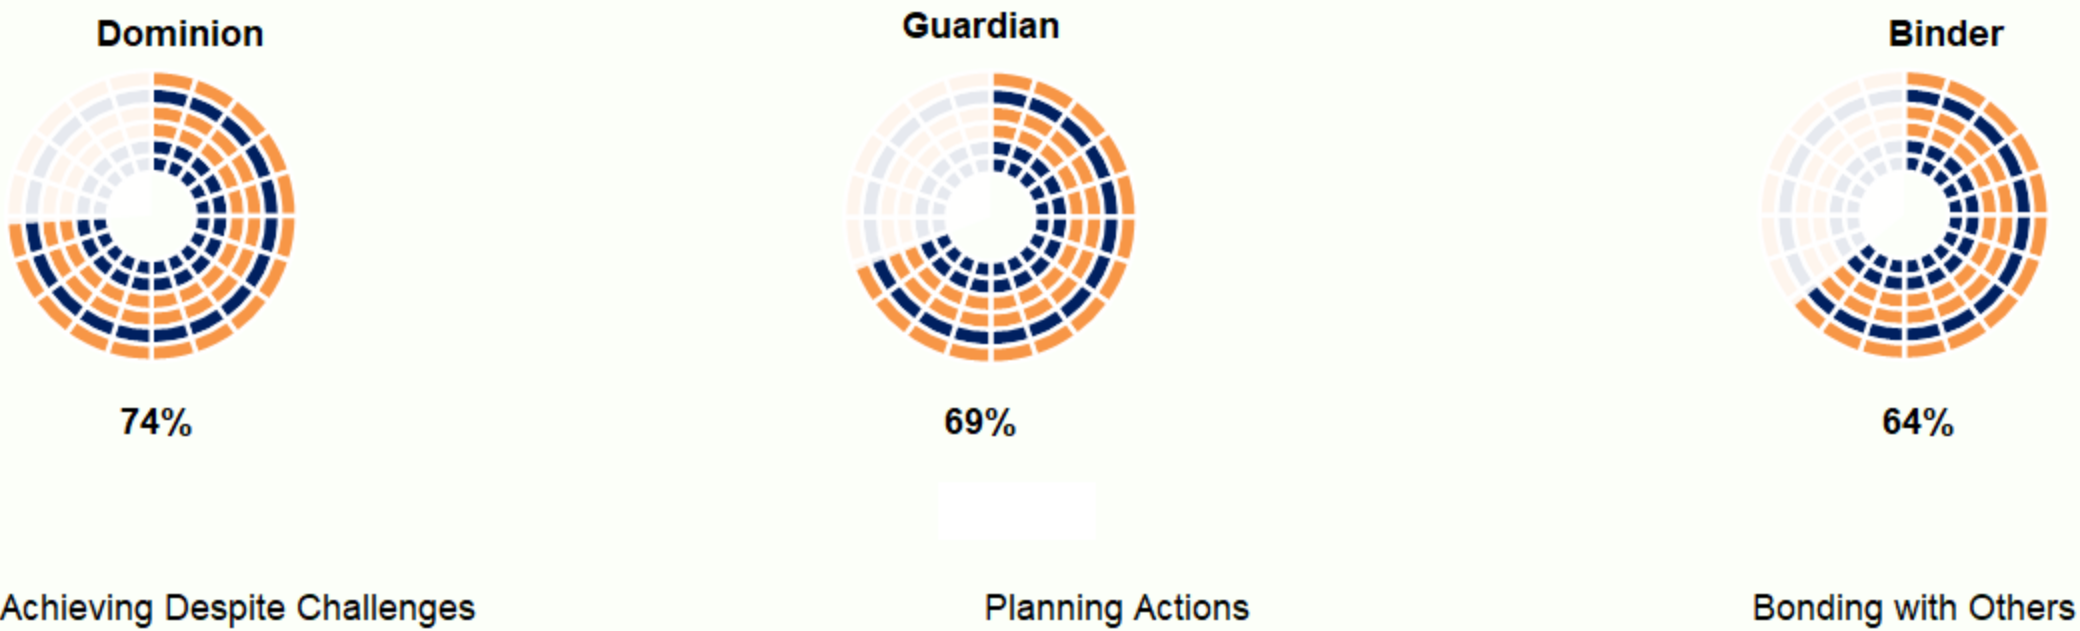 Dominion
Guardian
Binder
74%
69%
64%
Achieving Despite Challenges
Planning Actions
Bonding with Others